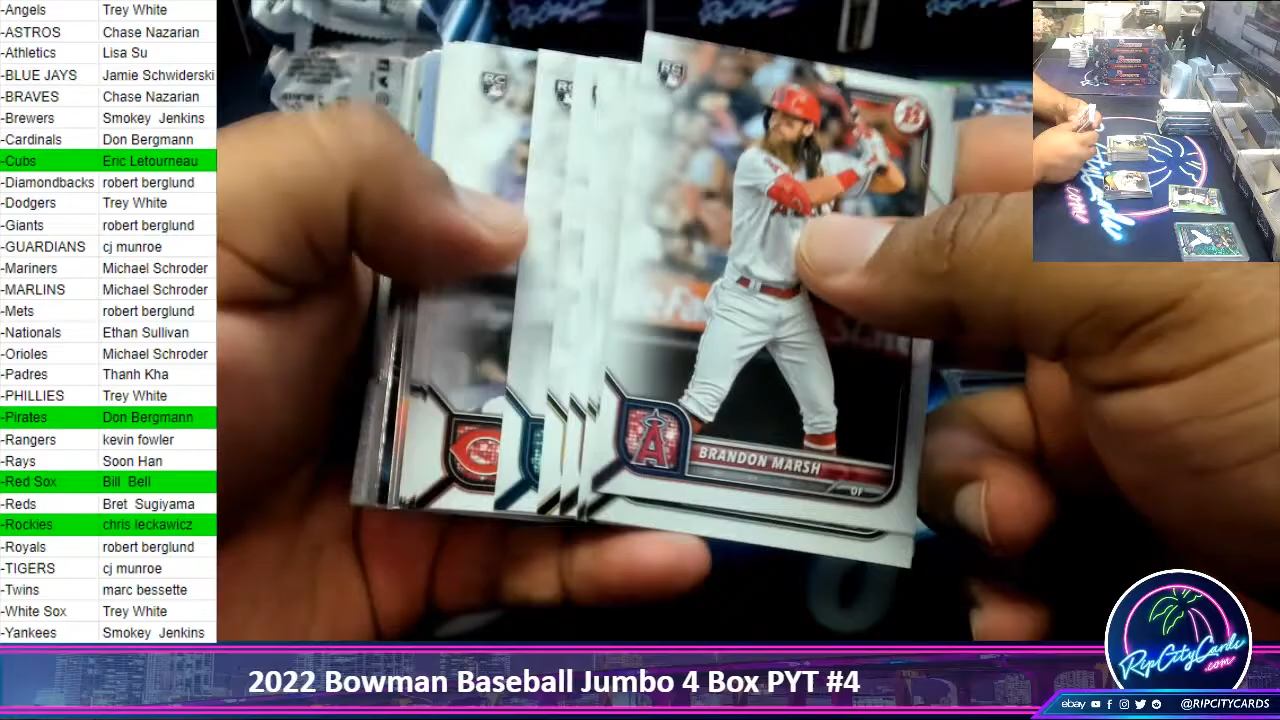 -Angels Trey White
-ASTROS Chase Nazarian
-Athletics Lisa Su
-BLUE JAYS Jamie Schwiderski
-BRAVES Chase Nazarian
-Brewers Smokey Jenkins
-Cardinals Don Bergmann
-Cubs Eric Letourneau
-Diamondbacks robert berglund
-Dodgers Trey White
-Giants robert berglund
-GUARDIANS cj munroe
-Mariners Michael Schroder
-MARLINS Michael Schroder
-Mets robert berglund
-Nationals Ethan Sullivan
-Orioles Michael Schroder
-Padres Thanh Kha
-PHILLIES Trey White
-Pirates Don Bergmann
-Rangers kevin fowler
-Rays Soon Han
-Red Sox Bill Bell
-Reds Bret Sugiyama
-Rockies chris leckawicz
-Royals robert berglund
-TIGERS cj munroe
-Twins marc bessette
-White Sox Trey White
-Yankees Smokey Jenkins
RC
RC
BRANDON MARSH
OF
A
2022 Bowman Baseball Jumbo 4 Box PYT #4
RipCityCards
.com
ebay @RIPCITYCARDS